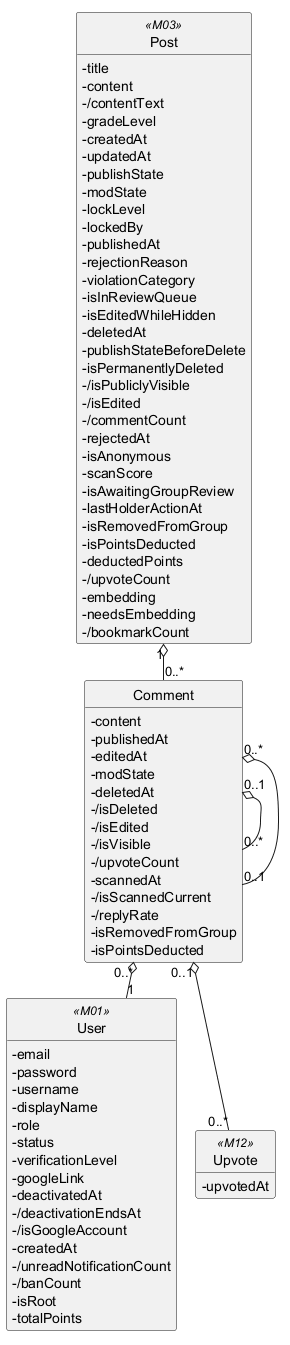 «M03»
Post
-title
-content
-/contentText
-gradeLevel
-createdAt
-updatedAt
-publishState
-modState
-lockLevel
-lockedBy
-publishedAt
-rejectionReason
-violationCategory
-isInReviewQueue
-isEditedWhileHidden
-deletedAt
-publishStateBeforeDelete
-isPermanentlyDeleted
-/isPubliclyVisible
-/isEdited
-/commentCount
-rejectedAt
-isAnonymous
-scanScore
-isAwaitingGroupReview
-lastHolderActionAt
-isRemovedFromGroup
-isPointsDeducted
-deductedPoints
-/upvoteCount
-embedding
-needsEmbedding
-/bookmarkCount
1
0..*
Comment
-content
-publishedAt
-editedAt
-modState
-deletedAt
-/isDeleted
-/isEdited
-/isVisible
-/upvoteCount
-scannedAt
-/isScannedCurrent
-/replyRate
-isRemovedFromGroup
-isPointsDeducted
0..*
0..1
0..*
0..1
0..*
0..1
1
0..*
«M01»
User
-email
-password
-username
-displayName
-role
-status
-verificationLevel
-googleLink
-deactivatedAt
-/deactivationEndsAt
-/isGoogleAccount
-createdAt
-/unreadNotificationCount
-/banCount
-isRoot
-totalPoints
«M12»
Upvote
-upvotedAt